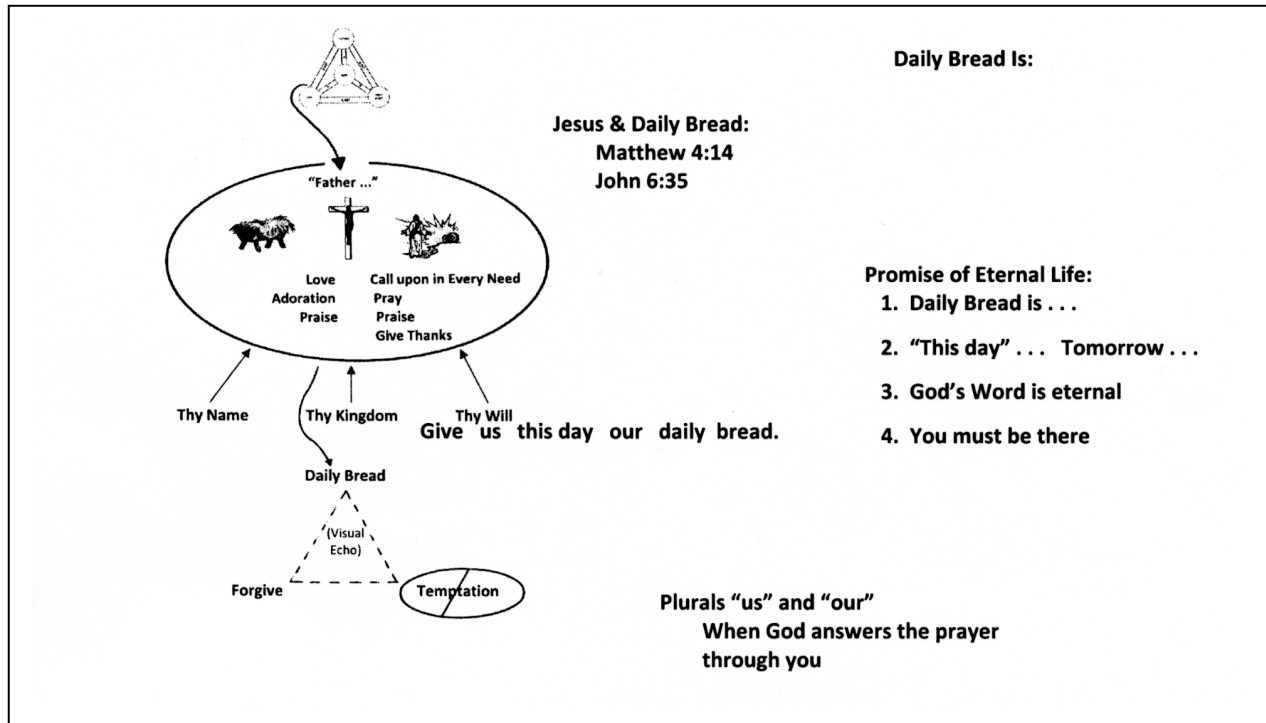 Daily Bread Is:
Jesus & Daily Bread:
Matthew 4:14
John 6:35
“Father ...”
Love
Adoration
Praise
Call upon in Every Need
Pray
Praise
Give Thanks
Promise of Eternal Life:
1. Daily Bread is . . .
2. “This day” . . . Tomorrow . . .
3. God’s Word is eternal
4. You must be there
Thy Name
Thy Kingdom
Thy Will
Give us this day our daily bread.
Daily Bread
(Visual
Echo)
Forgive
Temptation
Plurals “us” and “our”
When God answers the prayer
through you